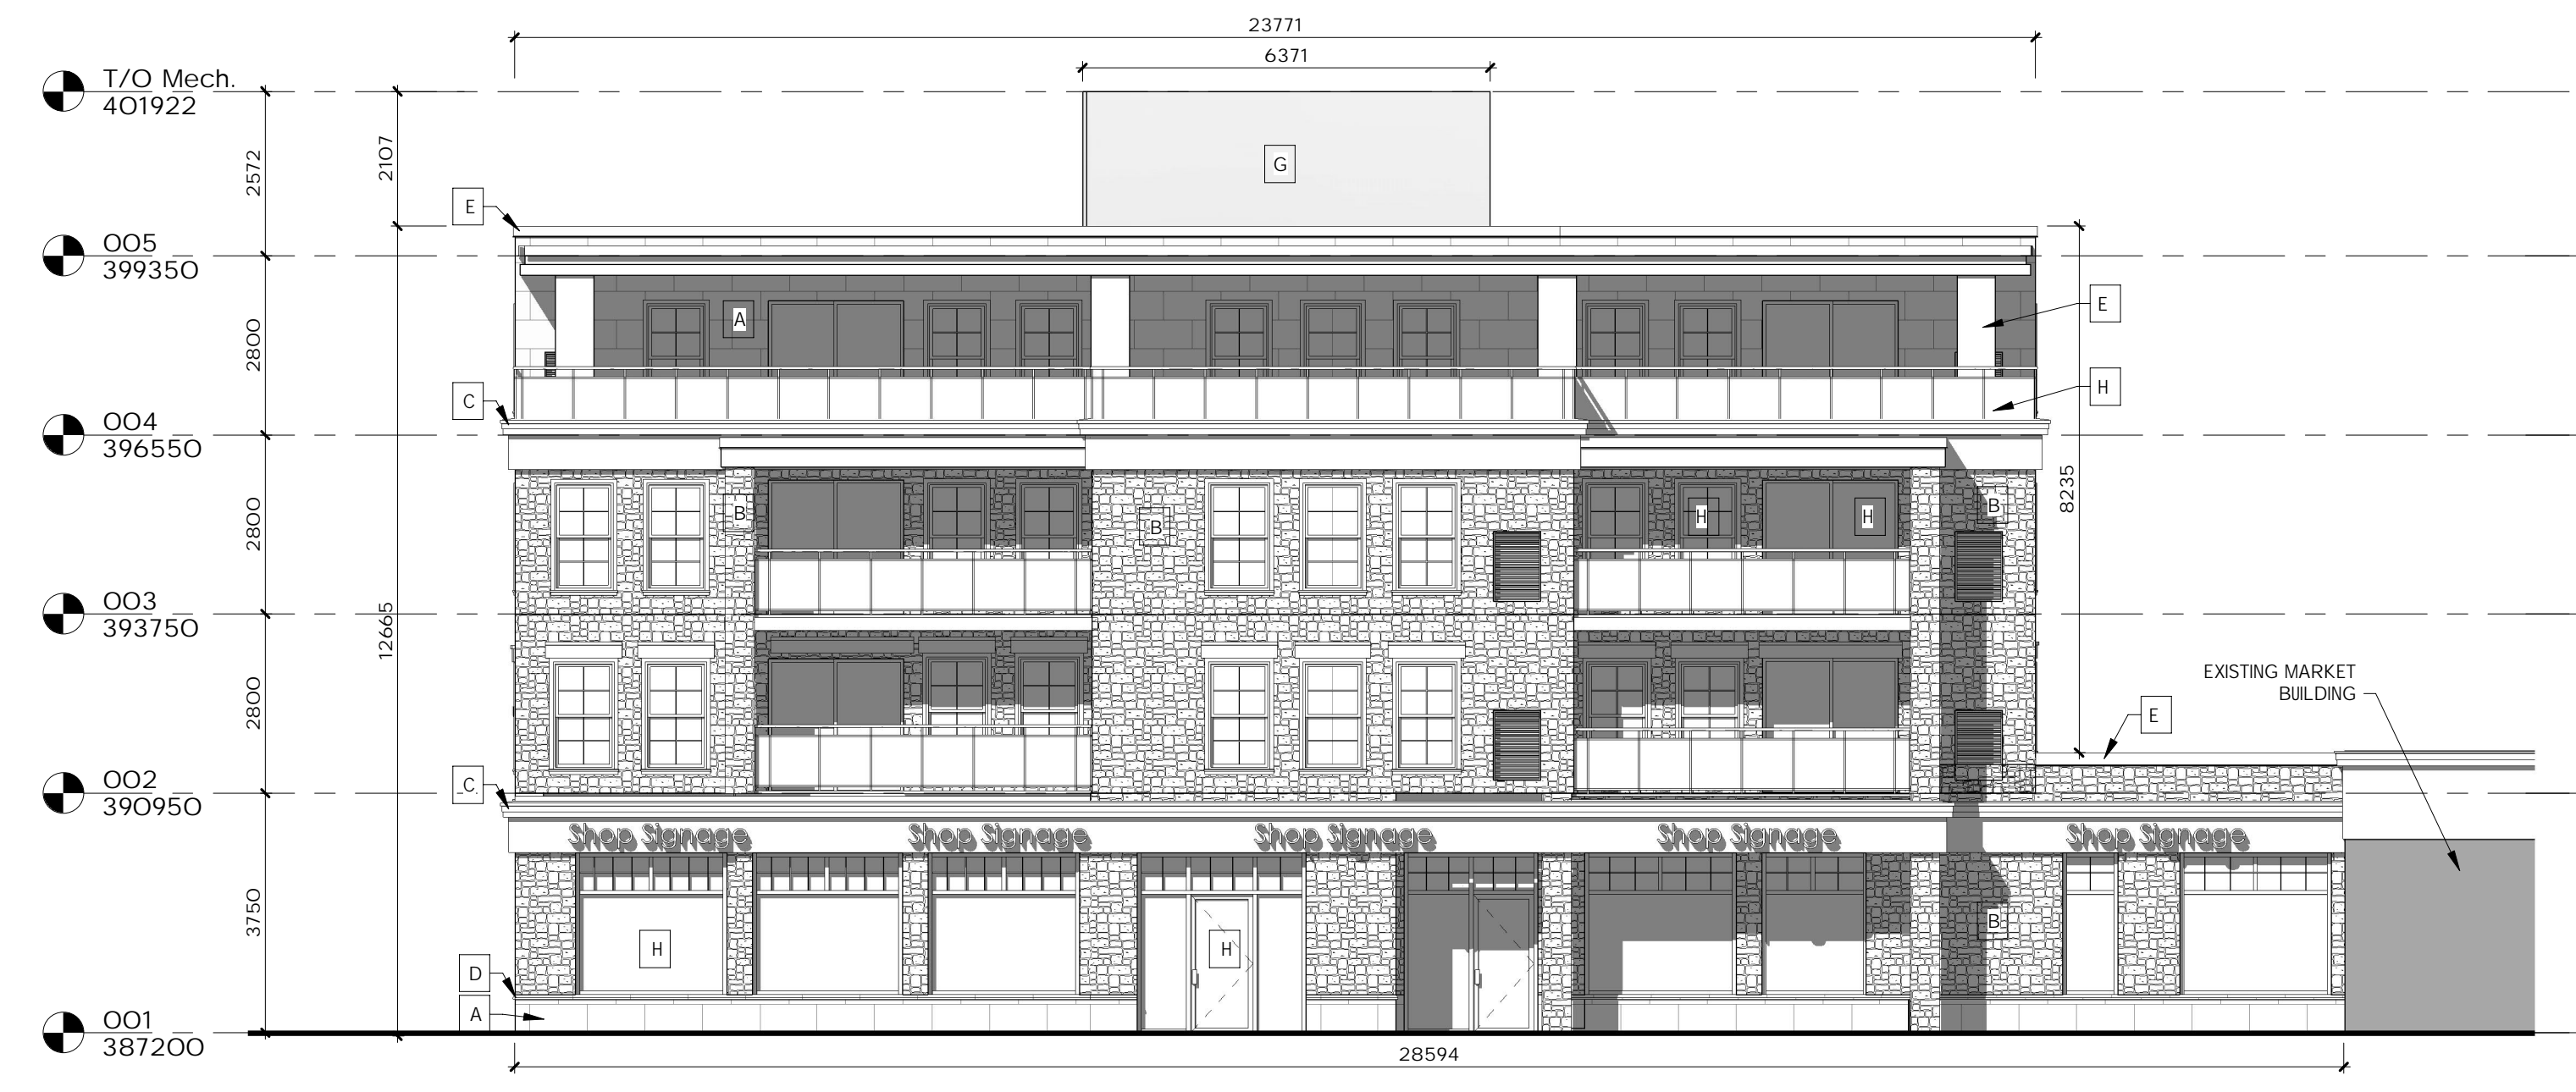 23771
6371
T/O Mech.
401922
2572
2107
G
E
005
399350
A
E
2800
H
C
004
396550
8235
B
B
H
H
B
2800
003
393750
12665
EXISTING MARKET
BUILDING
2800
E
C
002
390950
Shop Signage
Shop Signage
Shop Signage
Shop Signage
Shop Signage
3750
B
H
H
D
A
001
387200
28594